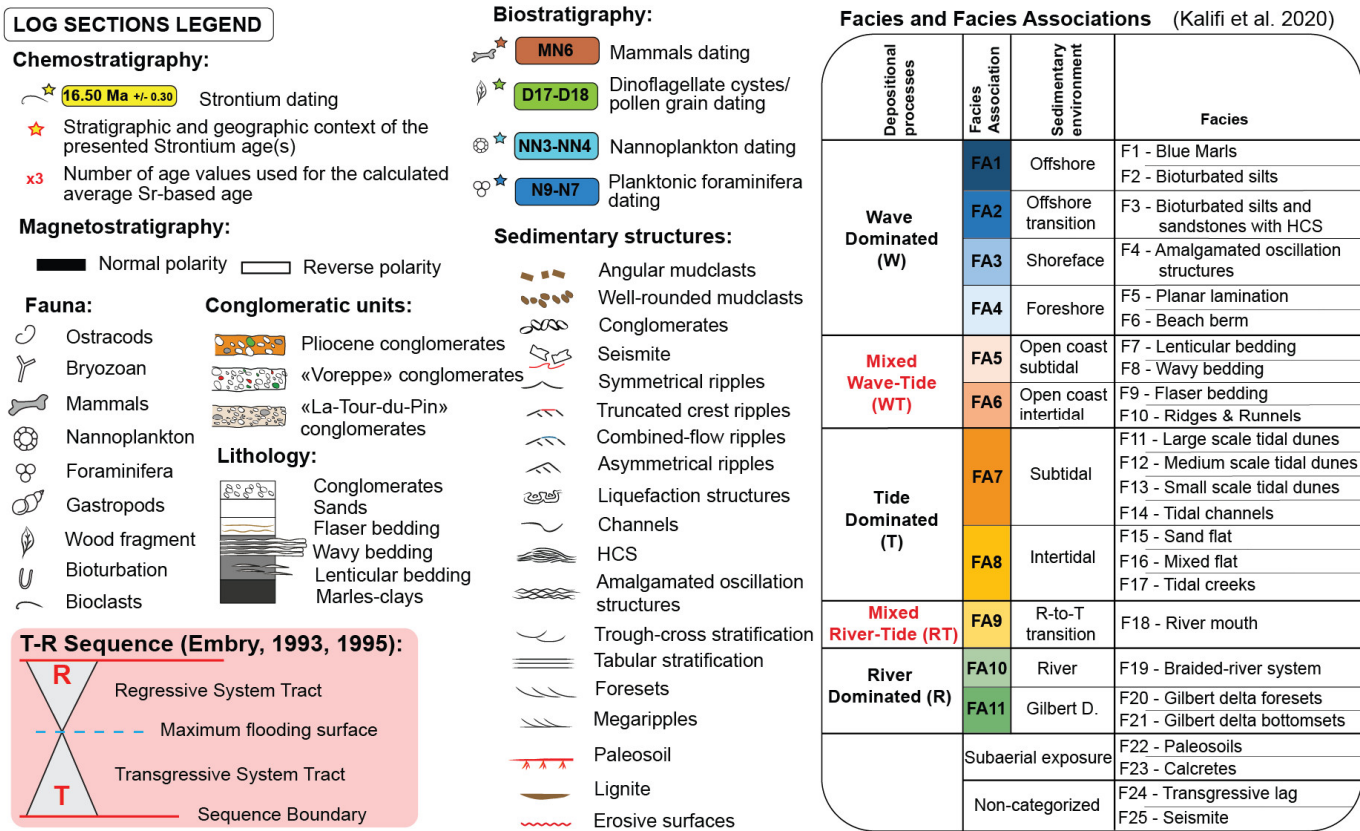 LOG SECTIONS LEGEND
Chemostratigraphy:
16.50 Ma +/- 0.30
Strontium dating
Stratigraphic and geographic context of the
presented Strontium age(s)
x3
Number of age values used for the calculated
average Sr-based age
Magnetostratigraphy:
Normal polarity
Reverse polarity
Fauna:
Ostracods
Bryozoan
Mammals
Nannoplankton
Foraminifera
Gastropods
Wood fragment
Bioturbation
Bioclasts
Conglomeratic units:
Pliocene conglomerates
«Voreppe» conglomerates
«La-Tour-du-Pin»
conglomerates
Lithology:
Conglomerates
Sands
Flaser bedding
Wavy bedding
Lenticular bedding
Marles-clays
T-R Sequence (Embry, 1993, 1995):
R
Regressive System Tract
Maximum flooding surface
Transgressive System Tract
T
Sequence Boundary
Biostratigraphy:
MN6
Mammals dating
D17-D18
Dinoflagellate cystes/
pollen grain dating
NN3-NN4
Nannoplankton dating
N9-N7
Planktonic foraminifera
dating
Sedimentary structures:
Angular mudclasts
Well-rounded mudclasts
Conglomerates
Seismite
Symmetrical ripples
Truncated crest ripples
Combined-flow ripples
Asymmetrical ripples
Liquefaction structures
Channels
HCS
Amalgamated oscillation
structures
Trough-cross stratification
Tabular stratification
Foresets
Megaripples
Paleosoil
Lignite
Erosive surfaces
Facies and Facies Associations (Kalifi et al. 2020)
Depositional
processes
Facies
Association
Sedimentary
environment
Facies
Wave
Dominated
(W)
FA1
Offshore
F1 - Blue Marls
F2 - Bioturbated silts
FA2
Offshore
transition
F3 - Bioturbated silts and
sandstones with HCS
FA3
Shoreface
F4 - Amalgamated oscillation
structures
FA4
Foreshore
F5 - Planar lamination
F6 - Beach berm
Mixed
Wave-Tide
(WT)
FA5
Open coast
subtidal
F7 - Lenticular bedding
F8 - Wavy bedding
FA6
Open coast
intertidal
F9 - Flaser bedding
F10 - Ridges & Runnels
Tide
Dominated
(T)
FA7
Subtidal
F11 - Large scale tidal dunes
F12 - Medium scale tidal dunes
F13 - Small scale tidal dunes
F14 - Tidal channels
FA8
Intertidal
F15 - Sand flat
F16 - Mixed flat
F17 - Tidal creeks
Mixed
River-Tide (RT)
FA9
R-to-T
transition
F18 - River mouth
River
Dominated (R)
FA10
River
F19 - Braided-river system
FA11
Gilbert D.
F20 - Gilbert delta foresets
F21 - Gilbert delta bottomsets
Subaerial exposure
F22 - Paleosoils
F23 - Calcretes
Non-categorized
F24 - Transgressive lag
F25 - Seismite